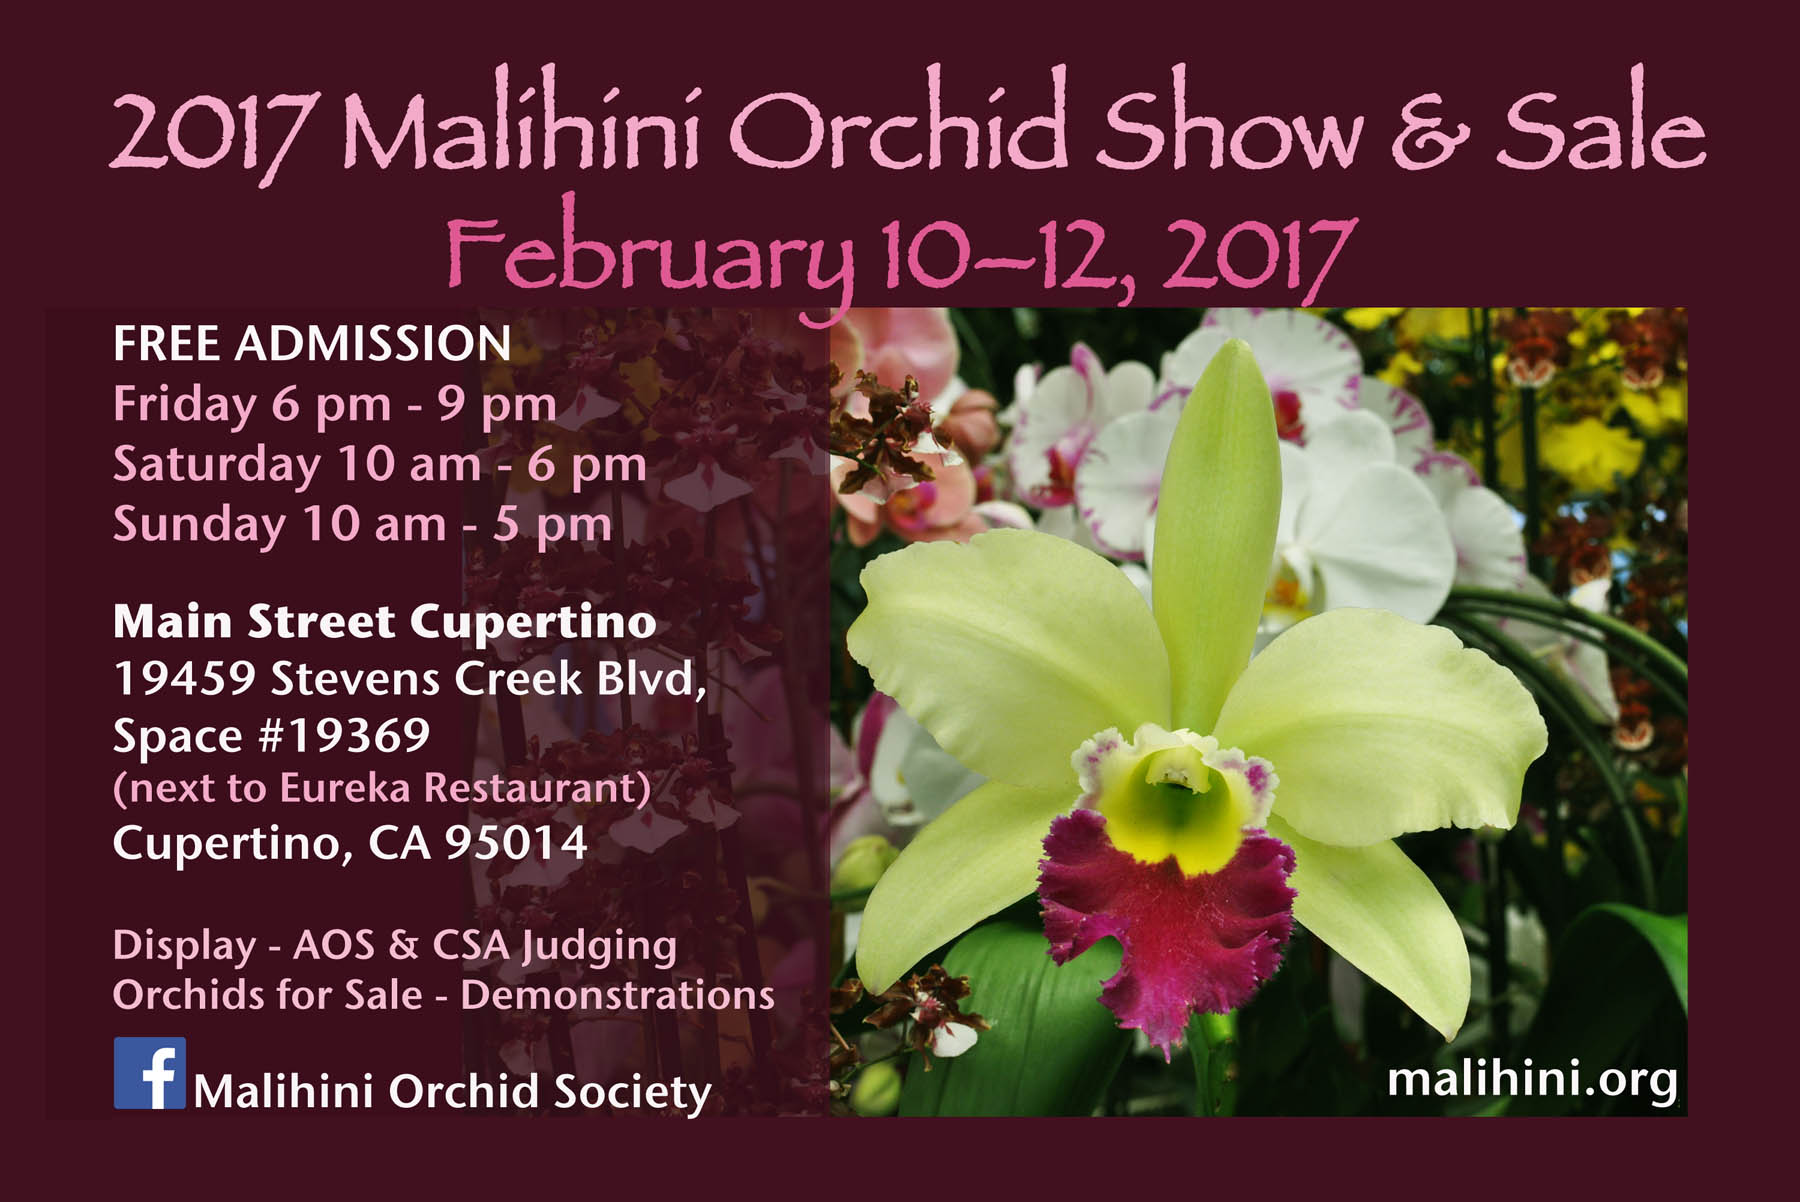 2017 Malihini Orchid Show & Sale
February 10–12, 2017
FREE ADMISSION
Friday 6 pm - 9 pm
Saturday 10 am - 6 pm
Sunday 10 am - 5 pm
Main Street Cupertino
19459 Stevens Creek Blvd,
Space #19369
(next to Eureka Restaurant)
Cupertino, CA 95014
Display - AOS & CSA Judging
Orchids for Sale - Demonstrations
f Malihini Orchid Society
malihini.org